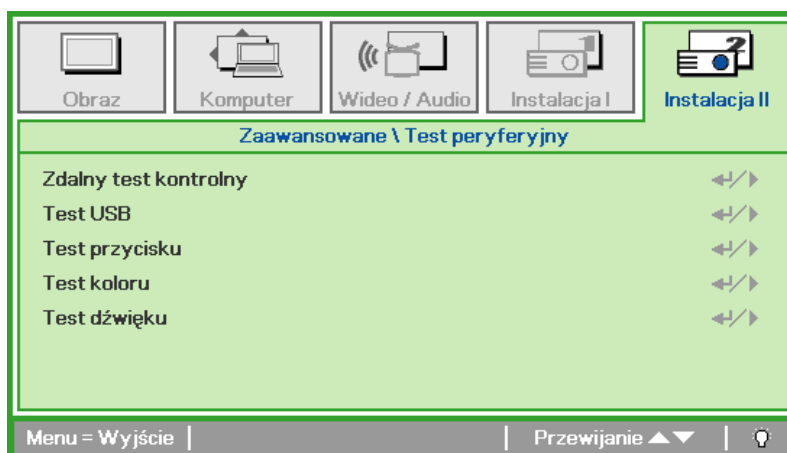 Obraz
Komputer
Wideo / Audio
Instalacja I
Instalacja II
Zaawansowane \ Test peryferyjny
Zdalny test kontrolny
Test USB
Test przycisku
Test koloru
Test dźwięku
Menu = Wyjście
Przewijanie